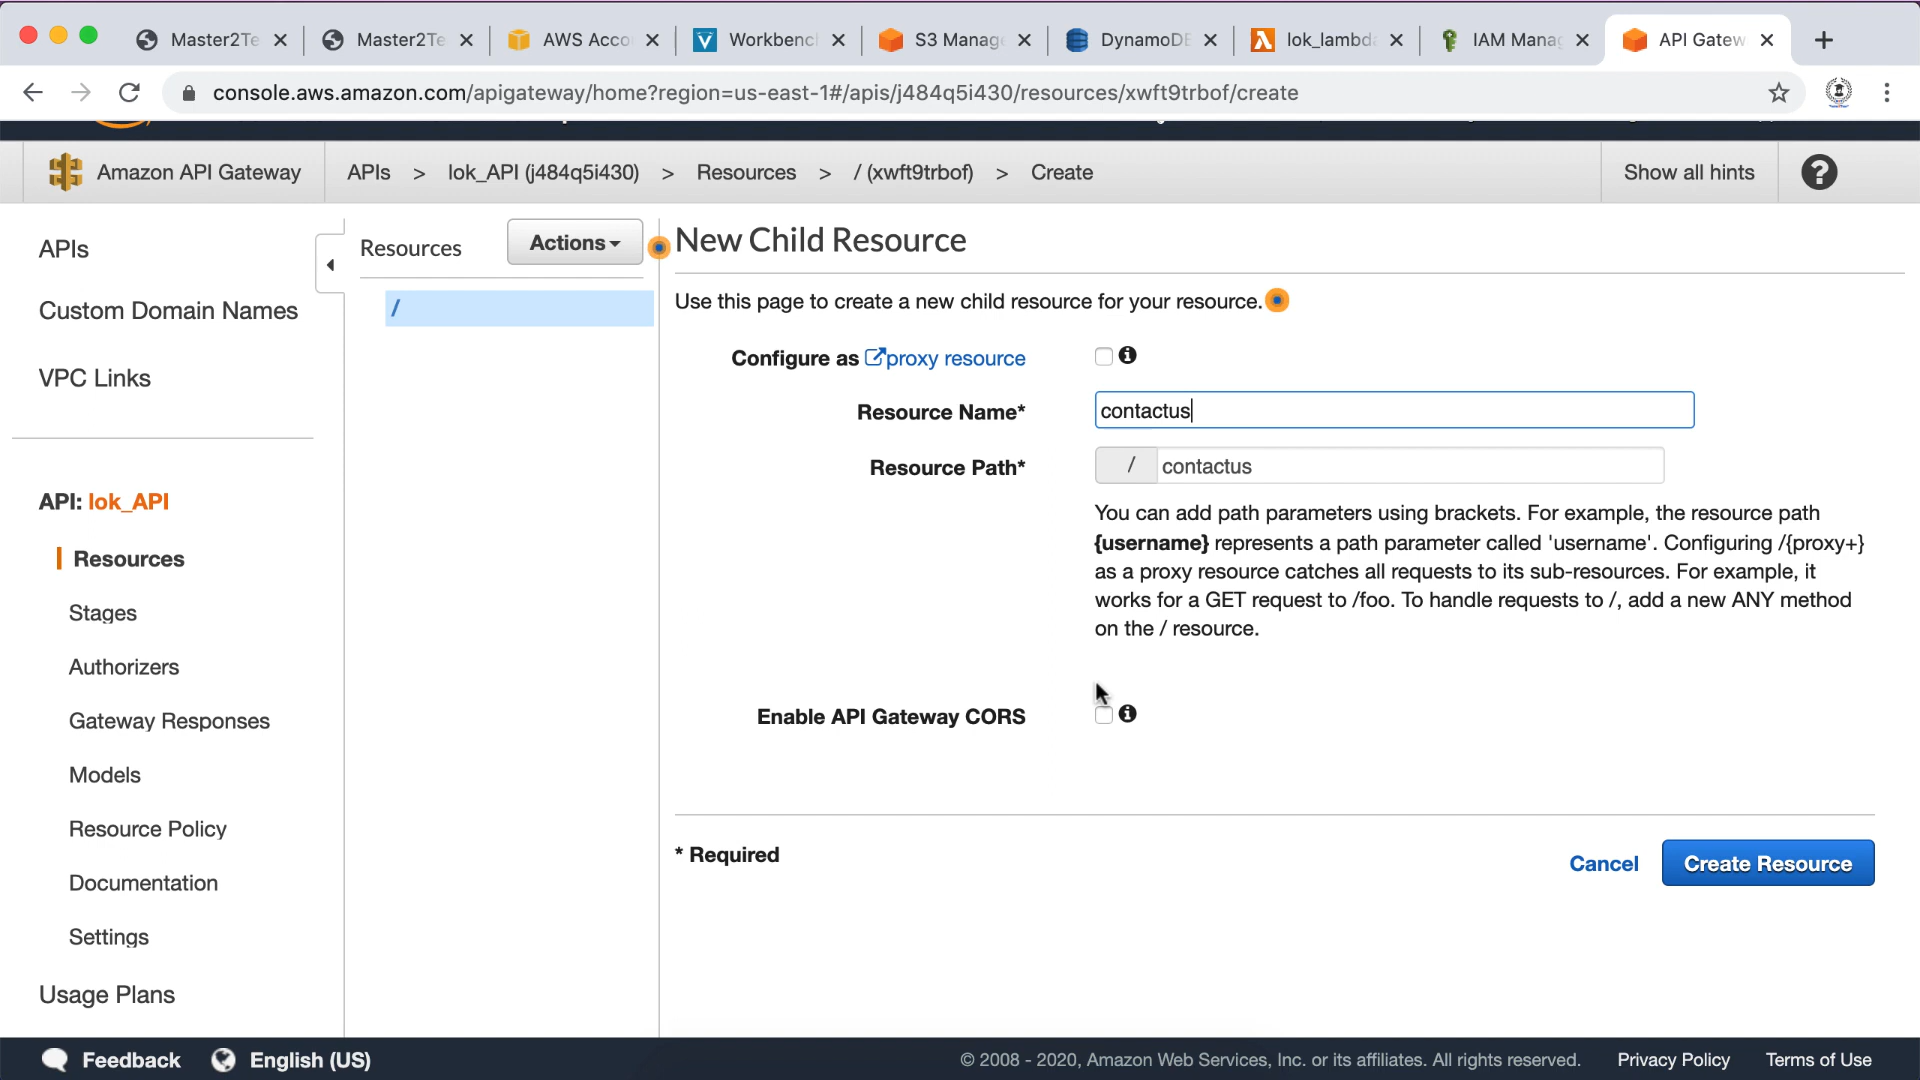 Master2Te
Master2Te
AWS Acco
Workbench
S3 Manag
DynamoDB
lok_lambda
IAM Manag
API Gatew
console.aws.amazon.com/apigateway/home?region=us-east-1#/apis/j484q5i430/resources/xwft9trbof/create
Amazon API Gateway
APIs > lok_API (j484q5i430) > Resources > / (xwft9trbof) > Create
Show all hints
?
APIs
Custom Domain Names
VPC Links
API: lok_API
Resources
Stages
Authorizers
Gateway Responses
Models
Resource Policy
Documentation
Settings
Usage Plans
Resources
Actions
/
New Child Resource
Use this page to create a new child resource for your resource.
Configure as proxy resource
Resource Name*
contactus
Resource Path*
/ contactus
You can add path parameters using brackets. For example, the resource path
{username} represents a path parameter called 'username'. Configuring /{proxy+}
as a proxy resource catches all requests to its sub-resources. For example, it
works for a GET request to /foo. To handle requests to /, add a new ANY method
on the / resource.
Enable API Gateway CORS
* Required
Cancel
Create Resource
Feedback
English (US)
© 2008 - 2020, Amazon Web Services, Inc. or its affiliates. All rights reserved.
Privacy Policy
Terms of Use